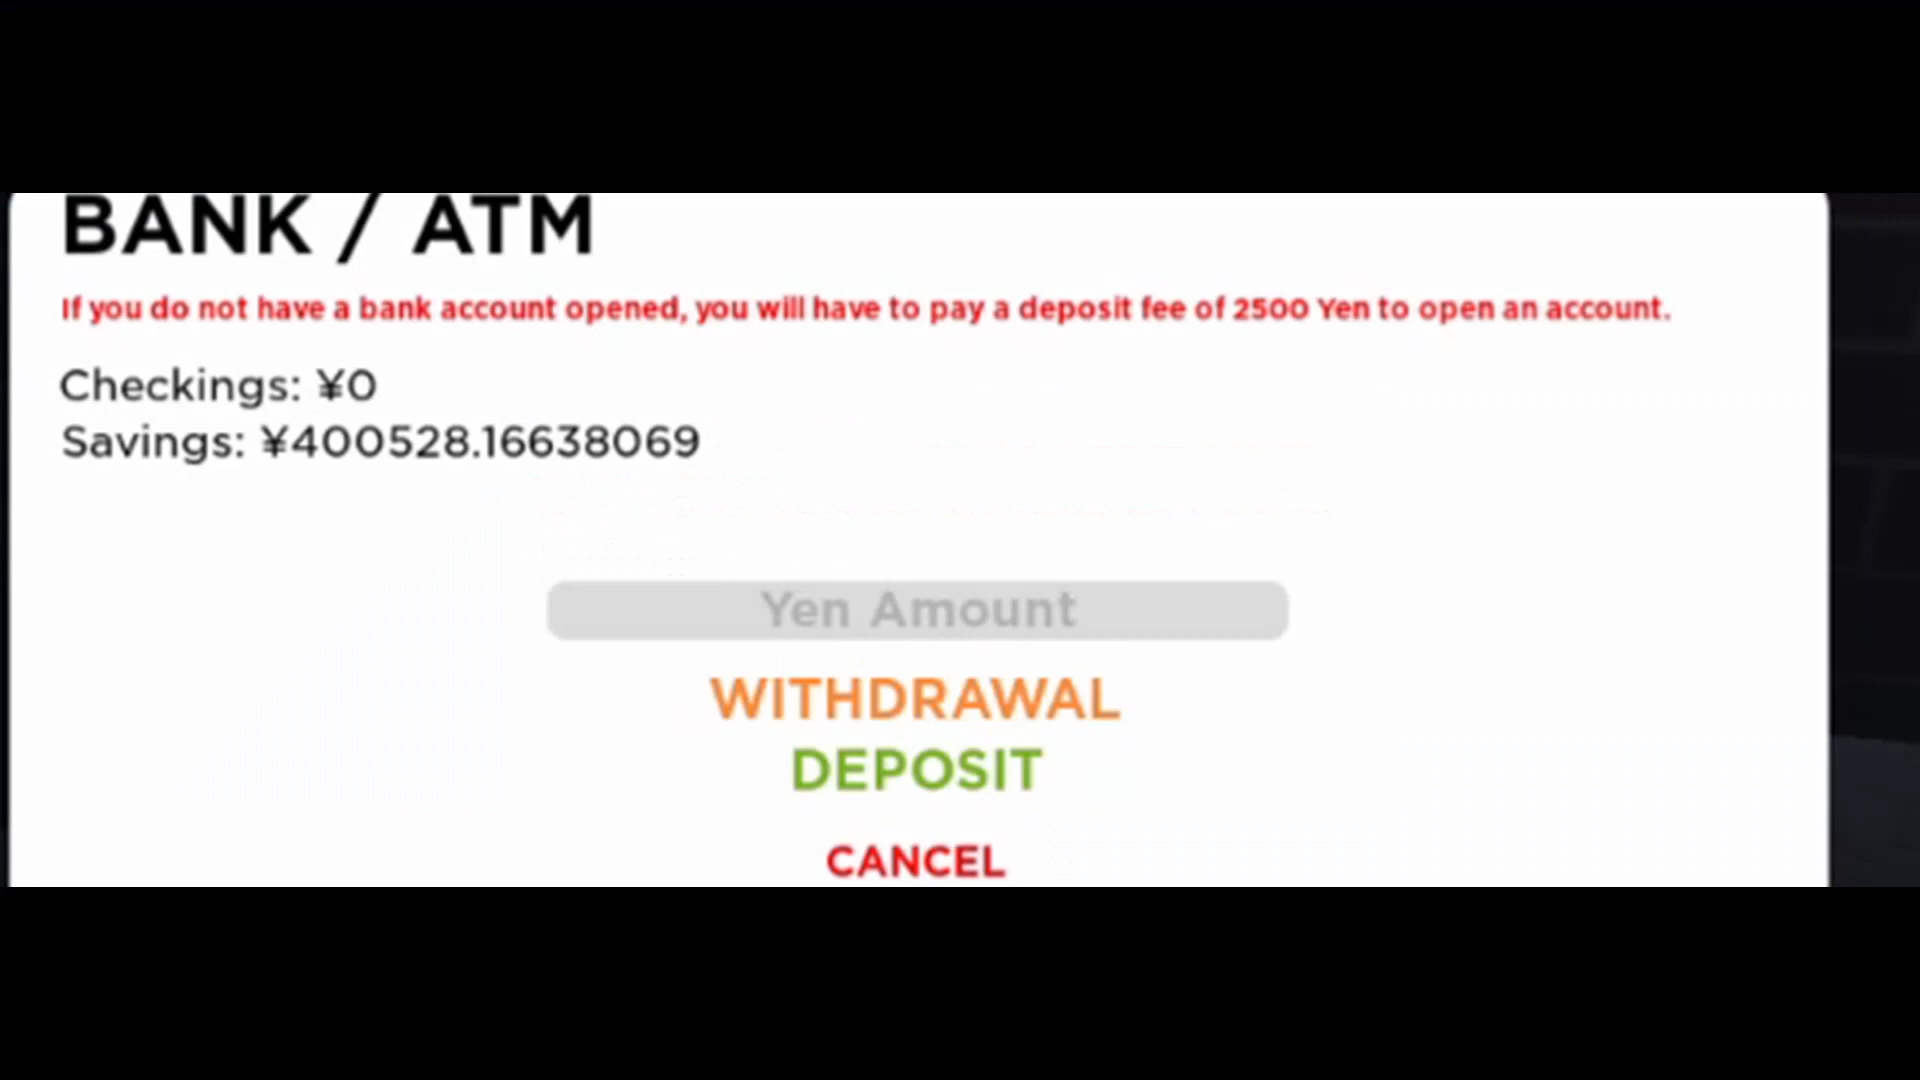 BANK / ATM
If you do not have a bank account opened, you will have to pay a deposit fee of 2500 Yen to open an account.
Checkings: ¥0
Savings: ¥400528.16638069
Yen Amount
WITHDRAWAL
DEPOSIT
CANCEL